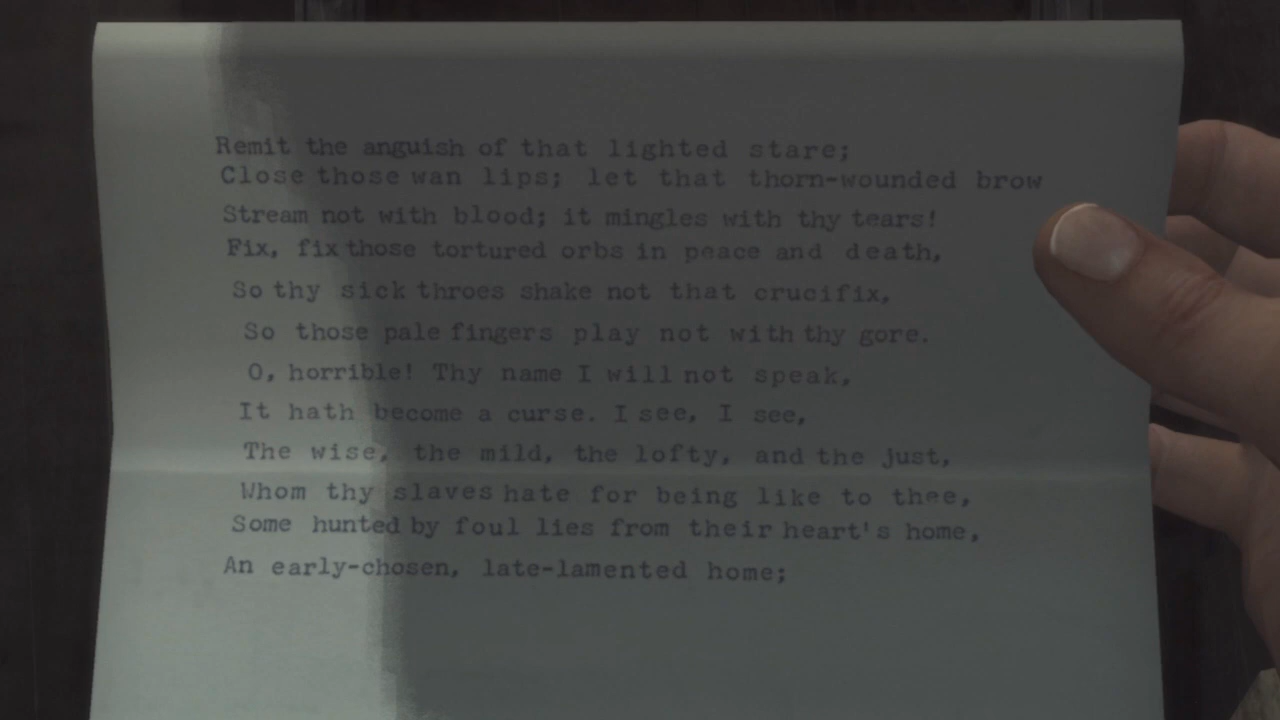 Remit the anguish of that lighted stare;
Close those wan lips; let that thorn-wounded brow
Stream not with blood; it mingles with thy tears!
Fix, fix those tortured orbs in peace and death,
So thy sick throes shake not that crucifix,
So those pale fingers play not with thy gore.
O, horrible! Thy name I will not speak,
It hath become a curse. I see, I see,
The wise, the mild, the lofty, and the just,
Whom thy slaves hate for being like to thee,
Some hunted by foul lies from their heart's home,
An early-chosen, late-lamented home;